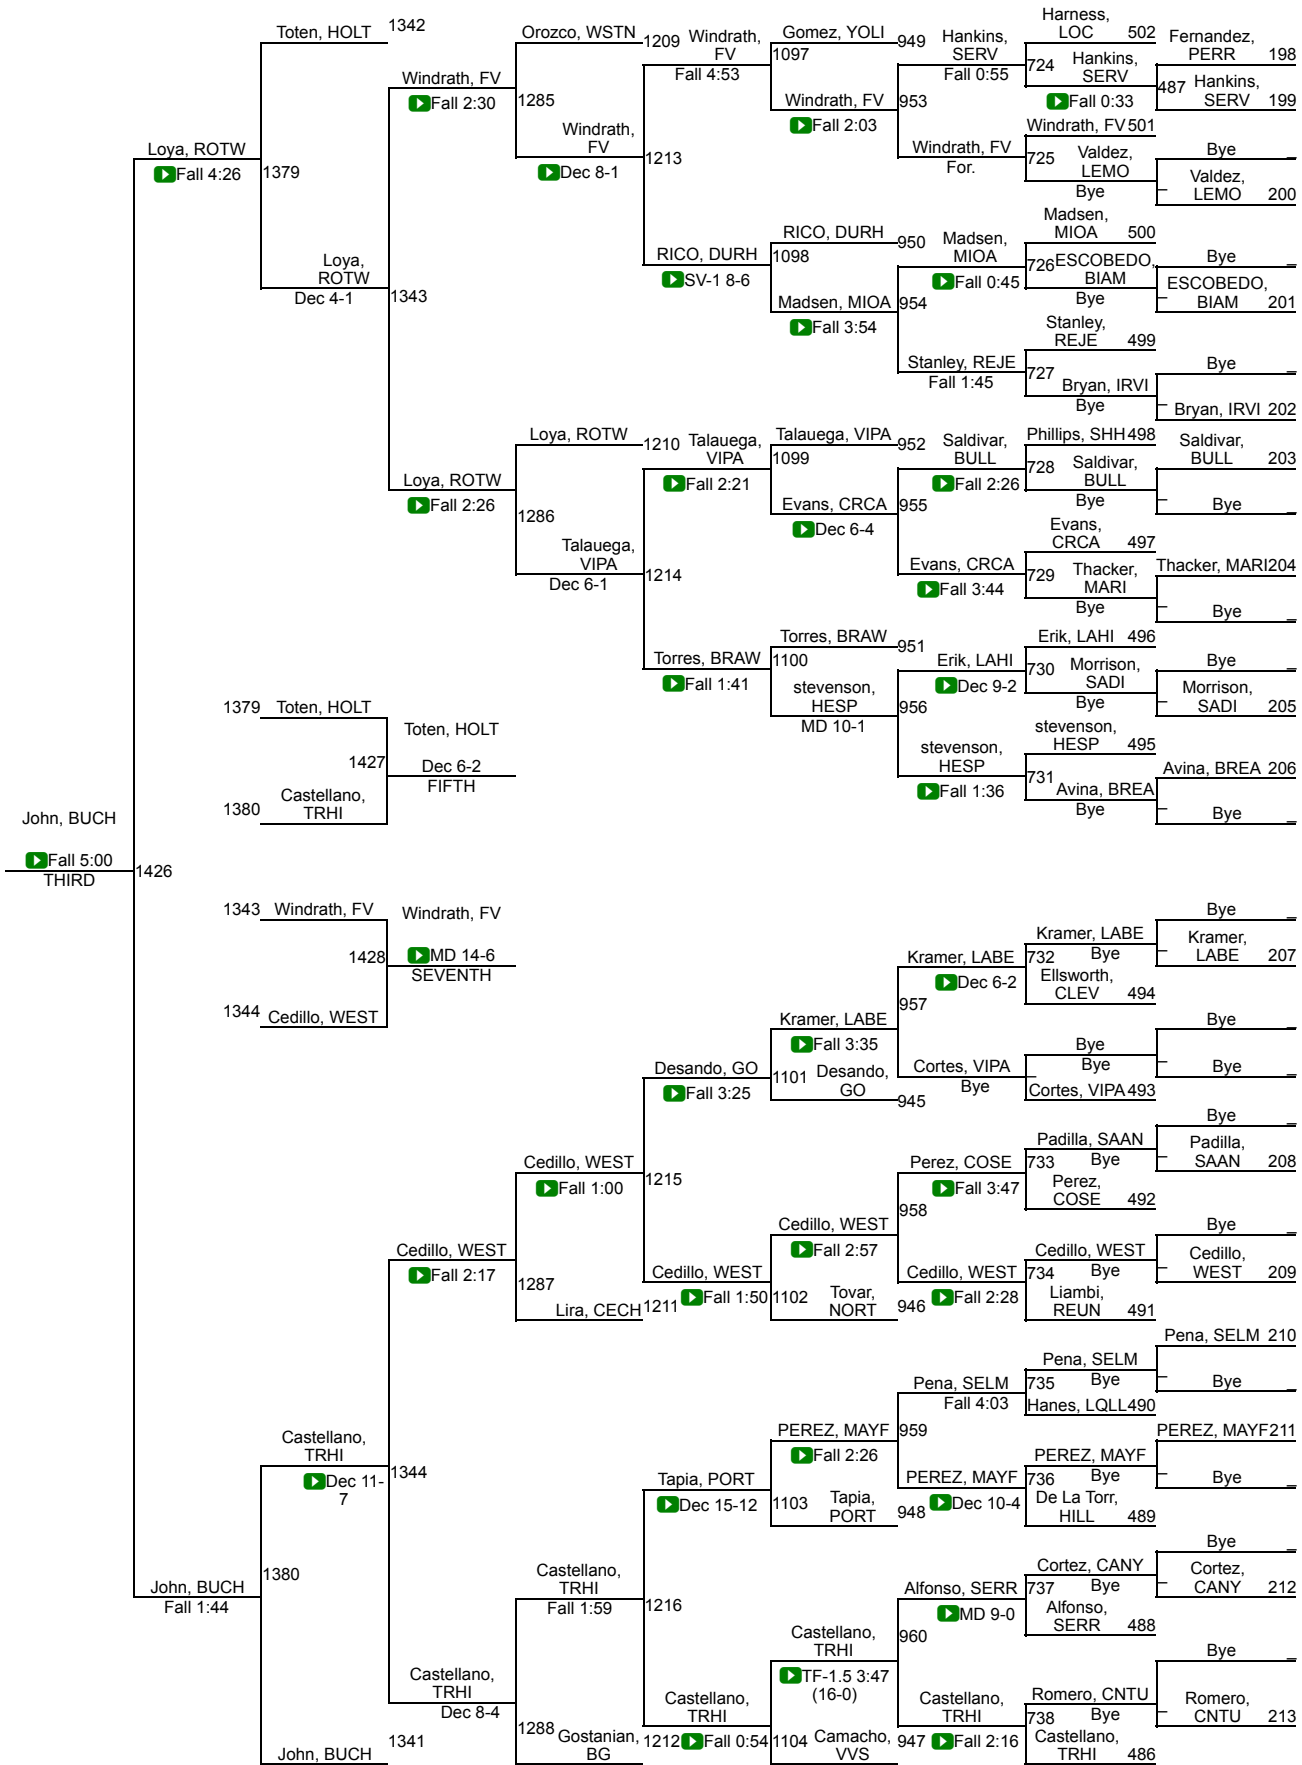 Toten, HOLT 1342
Orozco, WSTN 1209
Windrath, FV
Fall 4:53
Gomez, YOLI 949
1097
Hankins, SERV
Fall 0:55
Harness, LOC 502
Fernandez, PERR 198
724 Hankins, SERV
487 Hankins, SERV 199
Fall 0:33
Windrath, FV
Fall 2:30
1285
Windrath, FV 953
Fall 2:03
Windrath, FV 501
Windrath, FV
Dec 8-1
1213
Windrath, FV
For.
725 Valdez, LEMO
Bye
Bye _
_ Valdez, LEMO 200
Loya, ROTW
Fall 4:26
1379
RICO, DURH
SV-1 8-6
RICO, DURH 950
1098
Madsen, MIOA
Fall 0:45
Madsen, MIOA 500
726 ESCOBEDO, BIAM
Bye
Bye _
_ ESCOBEDO, BIAM 201
Loya, ROTW
Dec 4-1
1343
Madsen, MIOA 954
Fall 3:54
Stanley, REJE
Fall 1:45
Stanley, REJE 499
727 Bryan, IRVI
Bye
Bye _
_ Bryan, IRVI 202
Loya, ROTW 1210
Talauega, VIPA
Fall 2:21
Talauega, VIPA 952
1099
Saldivar, BULL
Fall 2:26
Phillips, SHH 498
Saldivar, BULL 203
728 Saldivar, BULL
Bye
_ Bye _
Loya, ROTW
Fall 2:26
1286
Evans, CRCA 955
Dec 6-4
Evans, CRCA 497
Thacker, MARI 204
Talauega, VIPA
Dec 6-1
1214
Evans, CRCA
Fall 3:44
729 Thacker, MARI
Bye
_ Bye _
Torres, BRAW
Fall 1:41
Torres, BRAW 951
1100
Erik, LAHI
Dec 9-2
Erik, LAHI 496
730 Morrison, SADI
Bye
Bye _
_ Morrison, SADI 205
stevenson, HESP 956
MD 10-1
stevenson, HESP
Fall 1:36
stevenson, HESP 495
731 Avina, BREA
Bye
Avina, BREA 206
_ Bye _
1379 Toten, HOLT
Toten, HOLT
1427 Dec 6-2
FIFTH
1380 Castellano, TRHI
John, BUCH
Fall 5:00
THIRD
1426
1343 Windrath, FV
Windrath, FV
1428 MD 14-6
SEVENTH
1344 Cedillo, WEST
Bye _
Kramer, LABE
_ Kramer, LABE 207
Kramer, LABE
Dec 6-2
732 Bye
Ellsworth, CLEV 494
957
Kramer, LABE
Fall 3:35
Bye _
Bye
Desando, GO
Fall 3:25
1101 Desando, GO 945
Cortes, VIPA _
Bye
Bye
Cortes, VIPA 493
_ Bye _
Bye _
Cedillo, WEST
Fall 1:00
1215
Perez, COSE
Fall 3:47
Padilla, SAAN
733 Bye
Perez, COSE 492
_ Padilla, SAAN 208
958
Cedillo, WEST
Fall 2:57
Bye _
Cedillo, WEST
Fall 2:17
1287
Cedillo, WEST
Fall 1:50
Cedillo, WEST
Fall 2:28
Cedillo, WEST
734 Bye
Liambi, REUN 491
_ Cedillo, WEST 209
Lira, CECH 1211
1102 Tovar, NORT 946
Pena, SELM 210
Pena, SELM
Fall 4:03
Pena, SELM
735 Bye
Hanes, LQLL 490
_ Bye _
Castellano, TRHI
Dec 11-7
1344
PEREZ, MAYF 959
Fall 2:26
PEREZ, MAYF 211
Tapia, PORT
Dec 15-12
1103 Tapia, PORT 948
PEREZ, MAYF
Dec 10-4
PEREZ, MAYF
736 Bye
De La Torr, HILL 489
_ Bye _
Bye _
John, BUCH
Fall 1:44
1380
Castellano, TRHI
Fall 1:59
1216
Alfonso, SERR
MD 9-0
Cortez, CANY
737 Bye
Alfonso, SERR 488
_ Cortez, CANY 212
Castellano, TRHI
TF-1.5 3:47
(16-0)
960
Bye _
Castellano, TRHI
Dec 8-4
Castellano, TRHI
Fall 0:54
Castellano, TRHI
Fall 2:16
Romero, CNTU
738 Bye
Castellano, TRHI 486
_ Romero, CNTU 213
John, BUCH 1341
1288 Gostanian, BG 1212
1104 Camacho, VVS 947